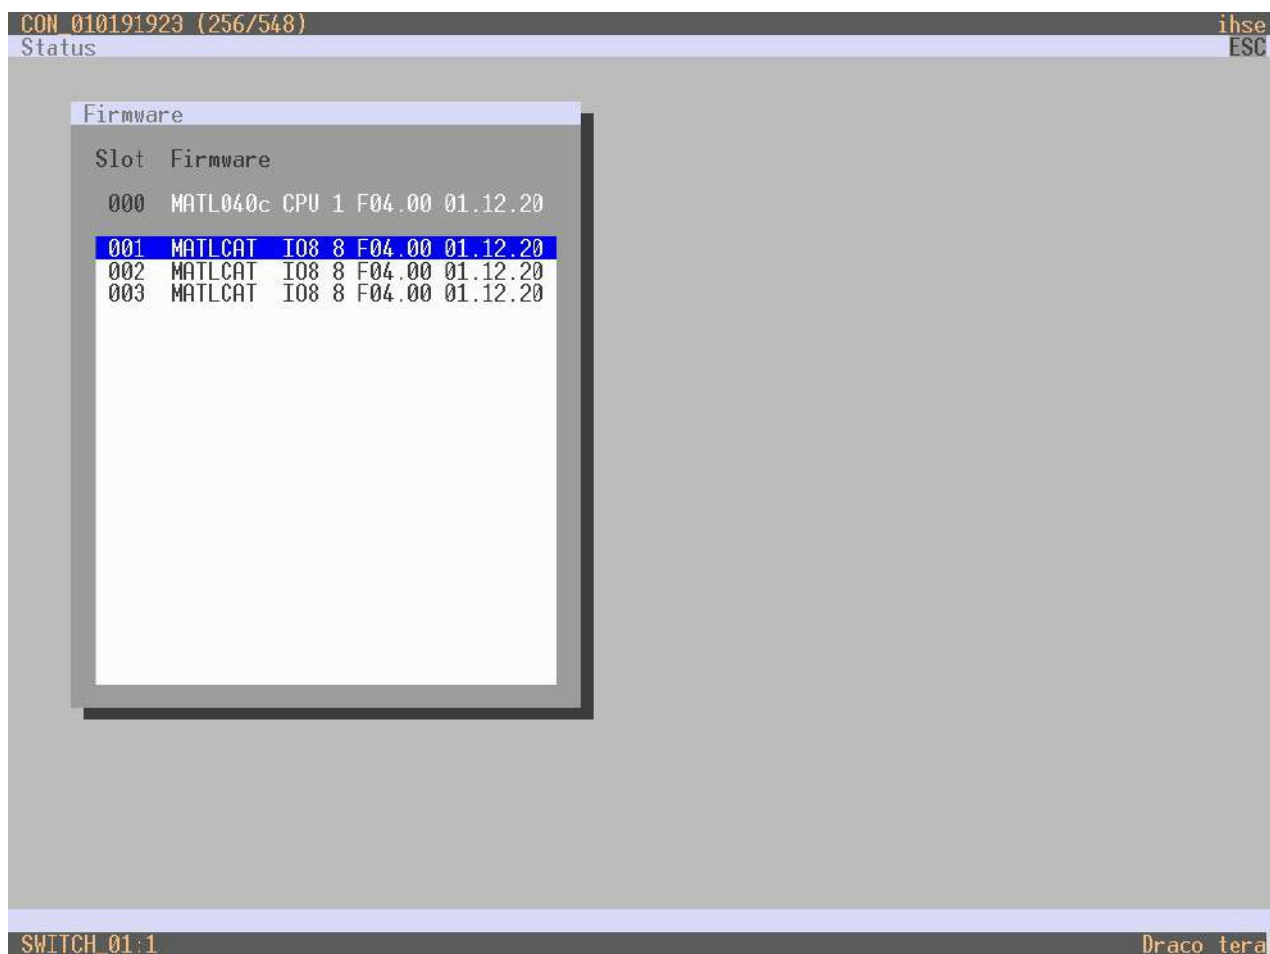 CON_010191923 (256/548) ihse
Status ESC
Firmware
Slot Firmware
000 MATL040c CPU 1 F04.00 01.12.20
001 MATLCAT IO8 8 F04.00 01.12.20
002 MATLCAT IO8 8 F04.00 01.12.20
003 MATLCAT IO8 8 F04.00 01.12.20
SWITCH_01:1 Draco tera